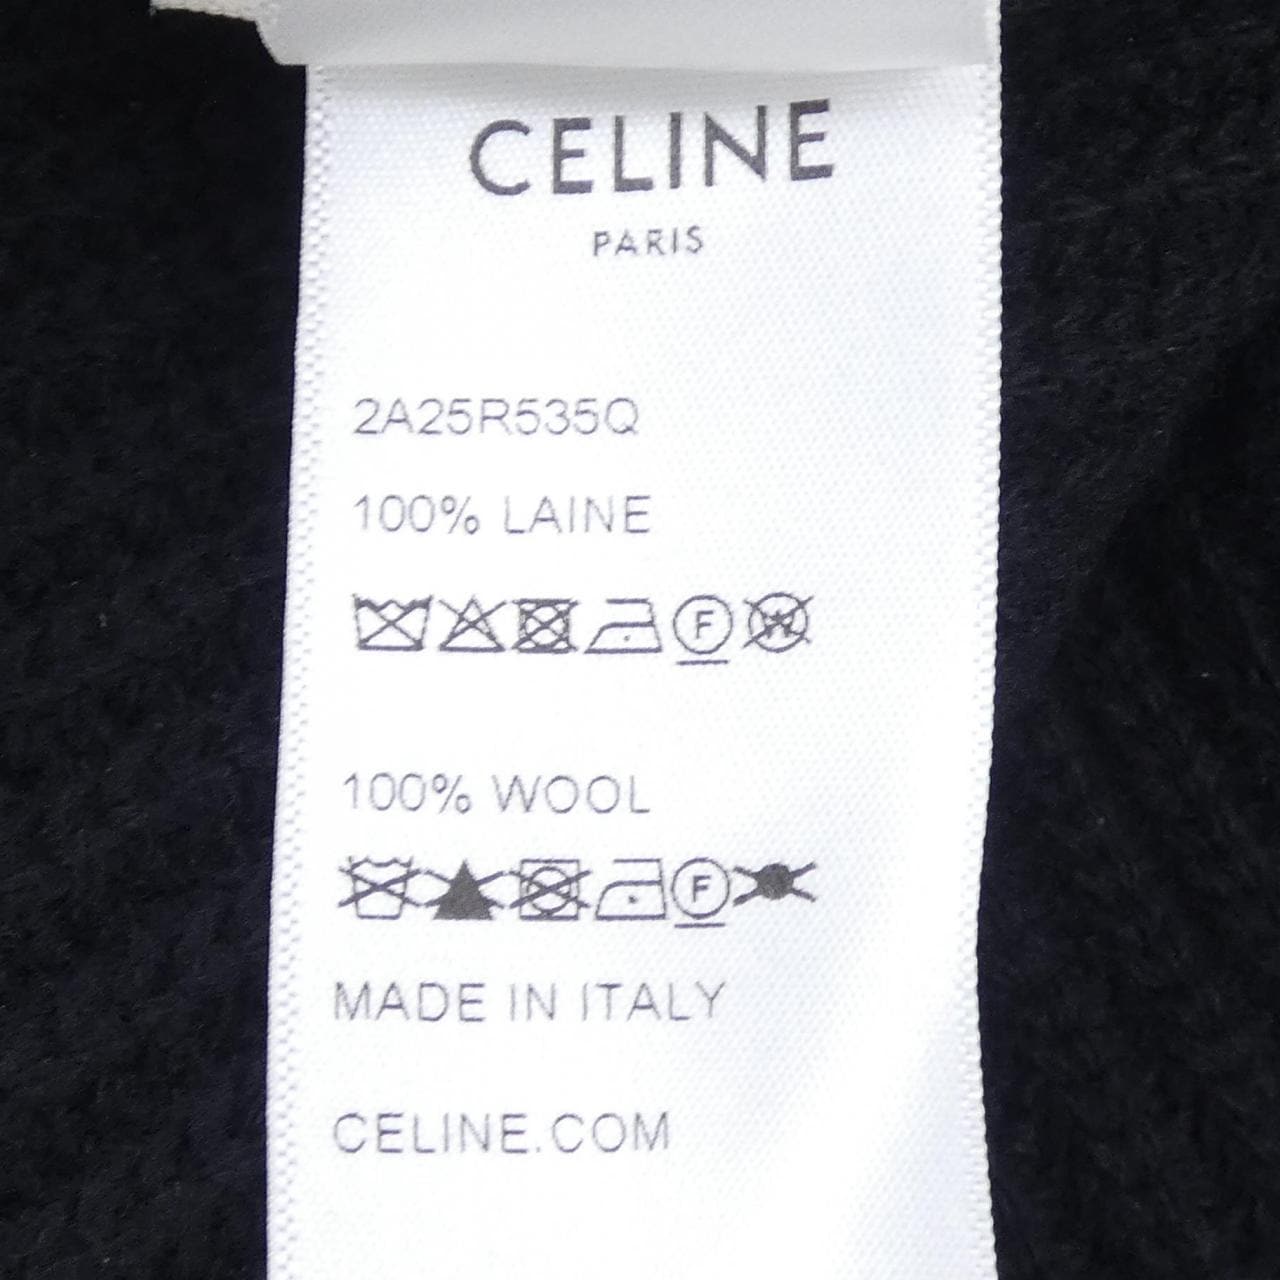 CELINE
PARIS
2A25R535Q
100% LAINE
F W
100% WOOL
F
MADE IN ITALY
CELINE.COM